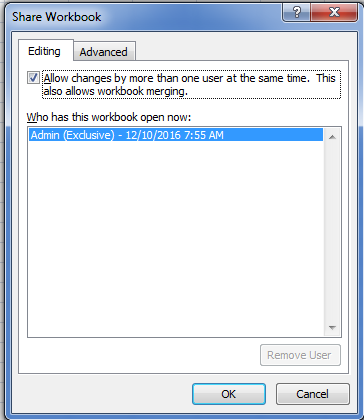 Share Workbook
?
Editing
Advanced
Allow changes by more than one user at the same time. This
also allows workbook merging.
Who has this workbook open now:
Admin (Exclusive) - 12/10/2016 7:55 AM
Remove User
OK
Cancel